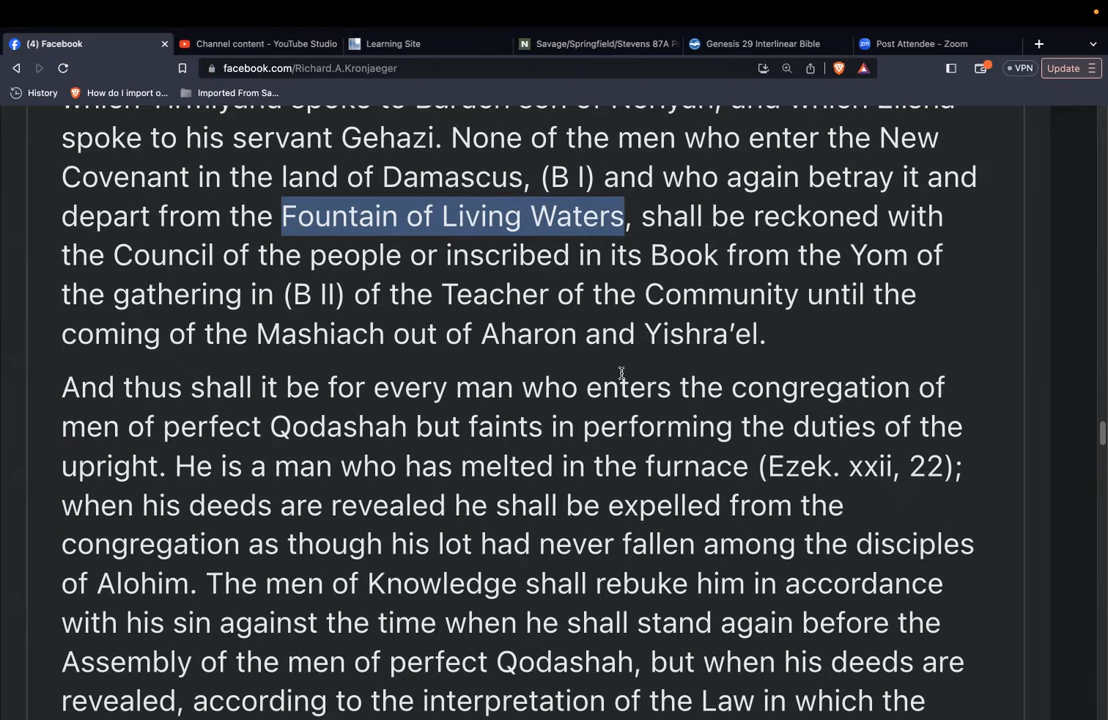 (4) Facebook
Channel content - YouTube Studio
Learning Site
Savage/Springfield/Stevens 87A P
Genesis 29 Interlinear Bible
Post Attendee - Zoom
facebook.com/Richard.A.Kronjaeger
VPN
Update
History
How do I import o...
Imported From Sa...
spoke to his servant Gehazi. None of the men who enter the New
Covenant in the land of Damascus, (B I) and who again betray it and
depart from the Fountain of Living Waters, shall be reckoned with
the Council of the people or inscribed in its Book from the Yom of
the gathering in (B II) of the Teacher of the Community until the
coming of the Mashiach out of Aharon and Yishra’el.
And thus shall it be for every man who enters the congregation of
men of perfect Qodashah but faints in performing the duties of the
upright. He is a man who has melted in the furnace (Ezek. xxii, 22);
when his deeds are revealed he shall be expelled from the
congregation as though his lot had never fallen among the disciples
of Alohim. The men of Knowledge shall rebuke him in accordance
with his sin against the time when he shall stand again before the
Assembly of the men of perfect Qodashah, but when his deeds are
revealed, according to the interpretation of the Law in which the